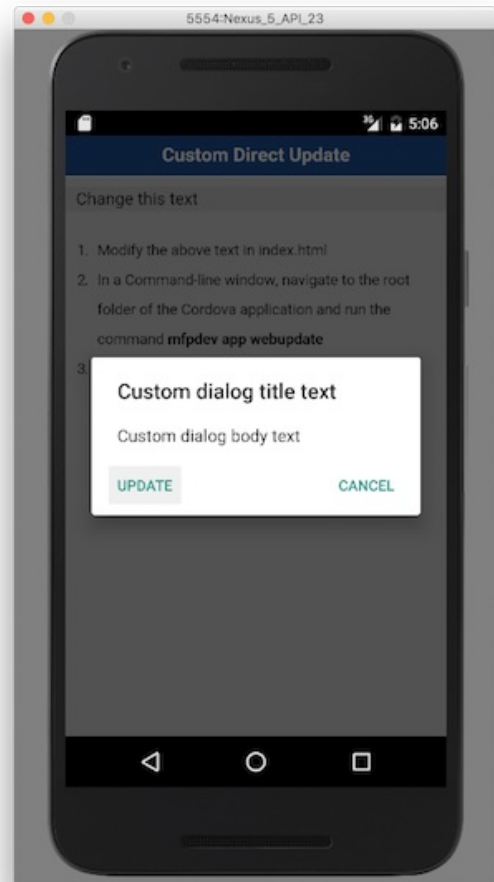 5554:Nexus_5_API_23
3G 5:06
Custom Direct Update
Change this text
1. Modify the above text in index.html
2. In a Command-line window, navigate to the root
folder of the Cordova application and run the
command mfpdev app webupdate
3.
Custom dialog title text
Custom dialog body text
UPDATE CANCEL